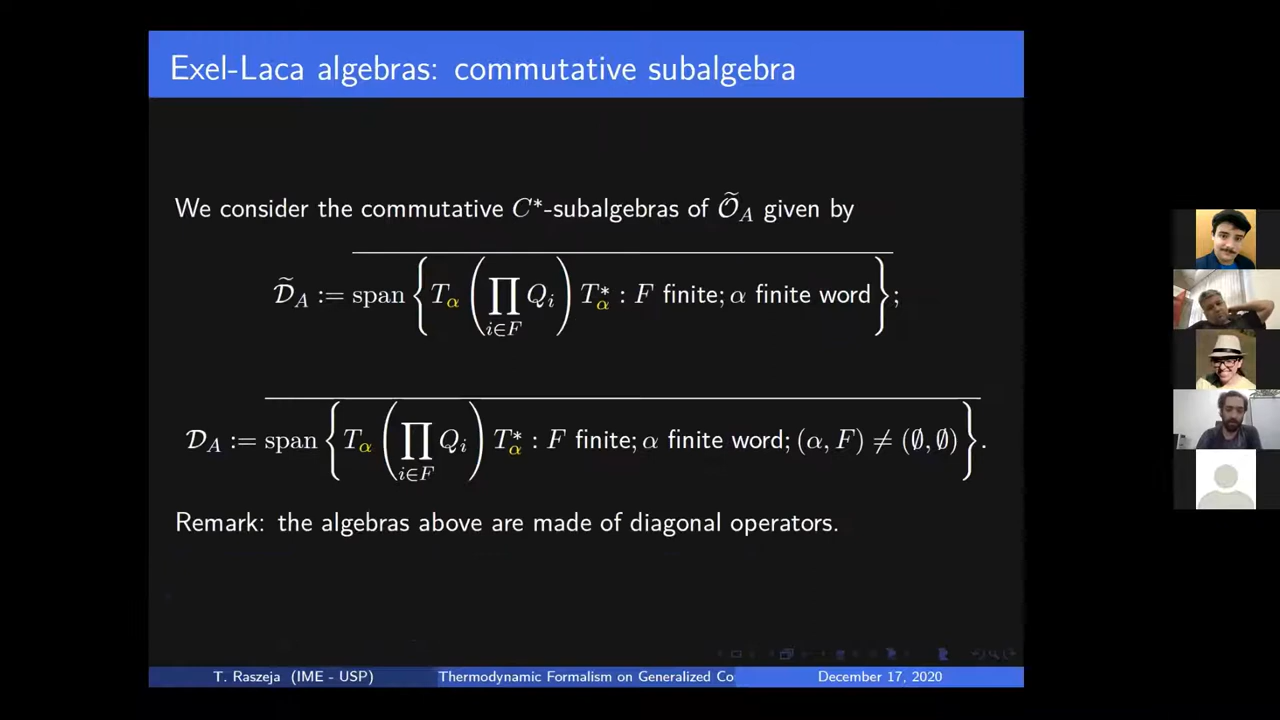 Exel-Laca algebras: commutative subalgebra
We consider the commutative C*-subalgebras of Õ_A given by
D̃_A := span { T_α ( ∏_{i∈F} Q_i ) T_α^* : F finite; α finite word };
D_A := span { T_α ( ∏_{i∈F} Q_i ) T_α^* : F finite; α finite word; (α, F) ≠ (∅, ∅) }.
Remark: the algebras above are made of diagonal operators.
T. Raszeja (IME - USP)
Thermodynamic Formalism on Generalized Co
December 17, 2020